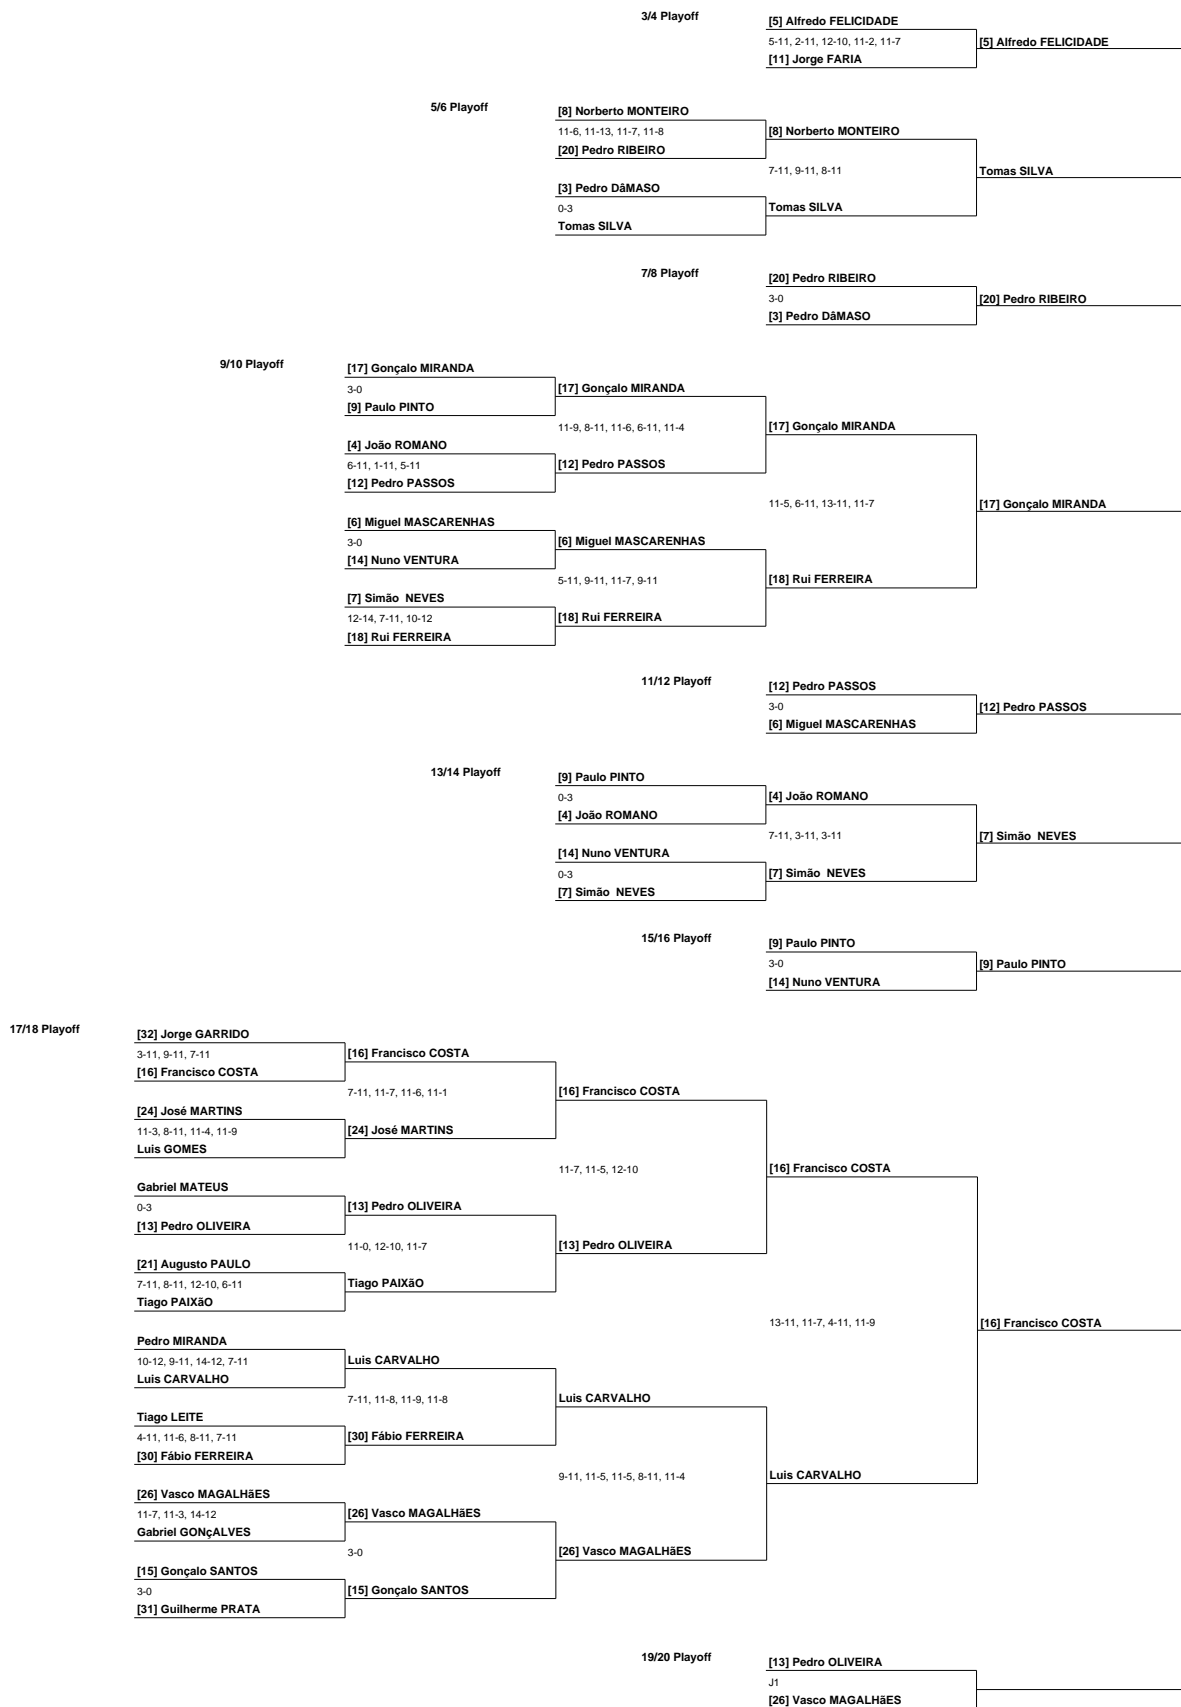 3/4 Playoff
[5] Alfredo FELICIDADE
5-11, 2-11, 12-10, 11-2, 11-7
[5] Alfredo FELICIDADE
[11] Jorge FARIA
5/6 Playoff
[8] Norberto MONTEIRO
11-6, 11-13, 11-7, 11-8
[8] Norberto MONTEIRO
[20] Pedro RIBEIRO
7-11, 9-11, 8-11
Tomas SILVA
[3] Pedro DâMASO
0-3
Tomas SILVA
Tomas SILVA
7/8 Playoff
[20] Pedro RIBEIRO
3-0
[20] Pedro RIBEIRO
[3] Pedro DâMASO
9/10 Playoff
[17] Gonçalo MIRANDA
3-0
[17] Gonçalo MIRANDA
[9] Paulo PINTO
11-9, 8-11, 11-6, 6-11, 11-4
[17] Gonçalo MIRANDA
[4] João ROMANO
6-11, 1-11, 5-11
[12] Pedro PASSOS
[12] Pedro PASSOS
11-5, 6-11, 13-11, 11-7
[17] Gonçalo MIRANDA
[6] Miguel MASCARENHAS
3-0
[6] Miguel MASCARENHAS
[14] Nuno VENTURA
5-11, 9-11, 11-7, 9-11
[18] Rui FERREIRA
[7] Simão  NEVES
12-14, 7-11, 10-12
[18] Rui FERREIRA
[18] Rui FERREIRA
11/12 Playoff
[12] Pedro PASSOS
3-0
[12] Pedro PASSOS
[6] Miguel MASCARENHAS
13/14 Playoff
[9] Paulo PINTO
0-3
[4] João ROMANO
[4] João ROMANO
7-11, 3-11, 3-11
[7] Simão  NEVES
[14] Nuno VENTURA
0-3
[7] Simão  NEVES
[7] Simão  NEVES
15/16 Playoff
[9] Paulo PINTO
3-0
[9] Paulo PINTO
[14] Nuno VENTURA
17/18 Playoff
[32] Jorge GARRIDO
3-11, 9-11, 7-11
[16] Francisco COSTA
[16] Francisco COSTA
7-11, 11-7, 11-6, 11-1
[16] Francisco COSTA
[24] José MARTINS
11-3, 8-11, 11-4, 11-9
[24] José MARTINS
Luis GOMES
11-7, 11-5, 12-10
[16] Francisco COSTA
Gabriel MATEUS
0-3
[13] Pedro OLIVEIRA
[13] Pedro OLIVEIRA
11-0, 12-10, 11-7
[13] Pedro OLIVEIRA
[21] Augusto PAULO
7-11, 8-11, 12-10, 6-11
Tiago PAIXãO
Tiago PAIXãO
13-11, 11-7, 4-11, 11-9
[16] Francisco COSTA
Pedro MIRANDA
10-12, 9-11, 14-12, 7-11
Luis CARVALHO
Luis CARVALHO
7-11, 11-8, 11-9, 11-8
Luis CARVALHO
Tiago LEITE
4-11, 11-6, 8-11, 7-11
[30] Fábio FERREIRA
[30] Fábio FERREIRA
9-11, 11-5, 11-5, 8-11, 11-4
Luis CARVALHO
[26] Vasco MAGALHãES
11-7, 11-3, 14-12
[26] Vasco MAGALHãES
Gabriel GONçALVES
3-0
[26] Vasco MAGALHãES
[15] Gonçalo SANTOS
3-0
[15] Gonçalo SANTOS
[31] Guilherme PRATA
19/20 Playoff
[13] Pedro OLIVEIRA
J1
[26] Vasco MAGALHãES